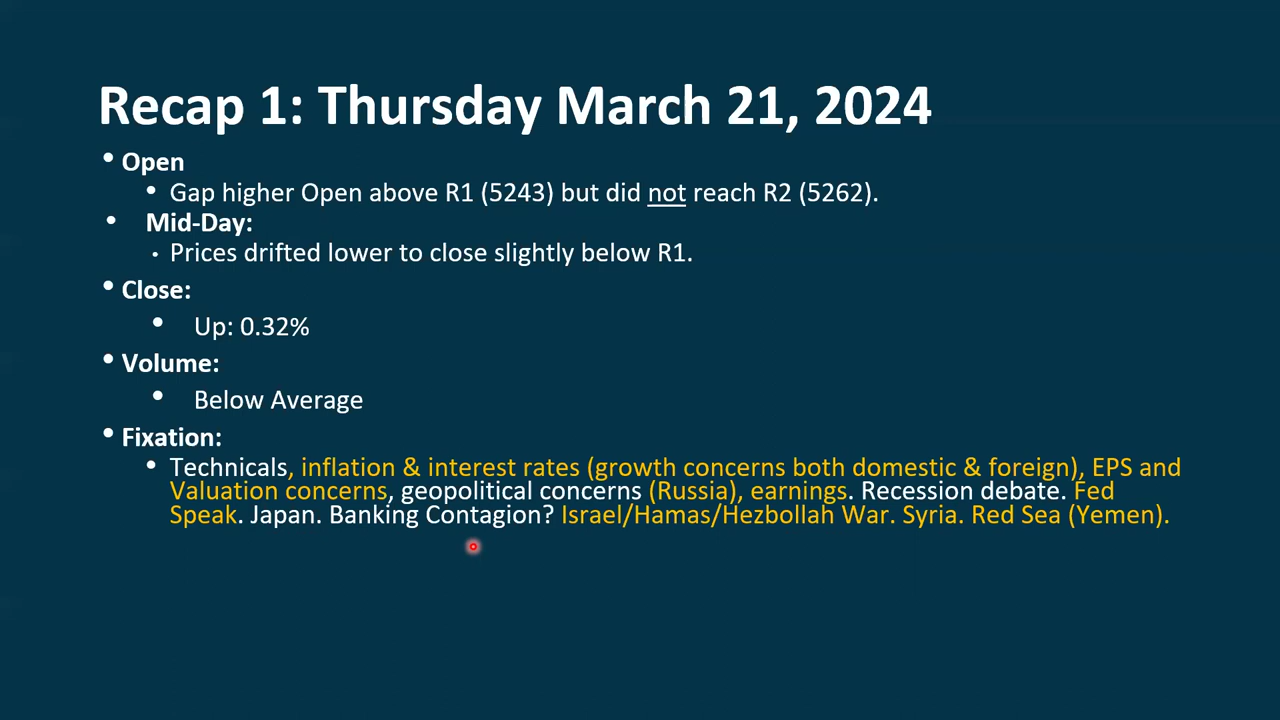 Recap 1: Thursday March 21, 2024
• Open
• Gap higher Open above R1 (5243) but did not reach R2 (5262).
• Mid-Day:
• Prices drifted lower to close slightly below R1.
• Close:
• Up: 0.32%
• Volume:
• Below Average
• Fixation:
• Technicals, inflation & interest rates (growth concerns both domestic & foreign), EPS and
Valuation concerns, geopolitical concerns (Russia), earnings. Recession debate. Fed
Speak. Japan. Banking Contagion? Israel/Hamas/Hezbollah War. Syria. Red Sea (Yemen).